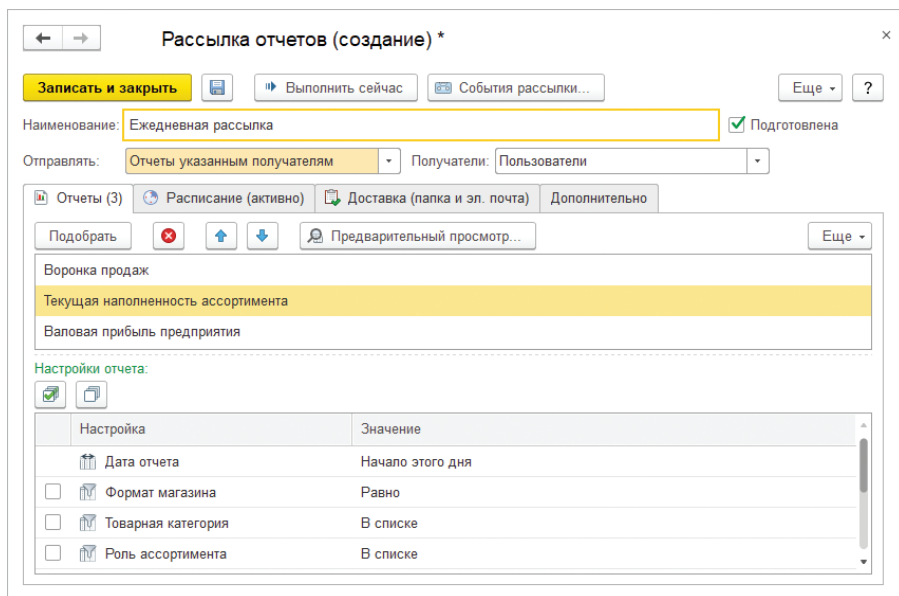 Рассылка отчетов (создание) *
Записать и закрыть Выполнить сейчас События рассылки... Еще ?
Наименование: Ежедневная рассылка Подготовлена
Отправлять: Отчеты указанным получателям Получатели: Пользователи
Отчеты (3) Расписание (активно) Доставка (папка и эл. почта) Дополнительно
Подобрать Предварительный просмотр... Еще
Воронка продаж
Текущая наполненность ассортимента
Валовая прибыль предприятия
Настройки отчета:
Настройка Значение
Дата отчета Начало этого дня
Формат магазина Равно
Товарная категория В списке
Роль ассортимента В списке